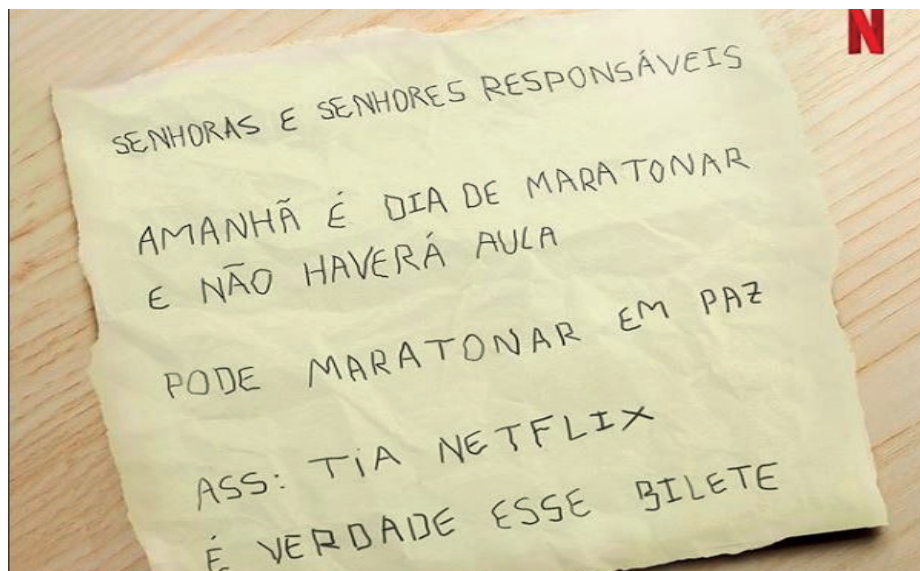 N
SENHORAS E SENHORES RESPONSÁVEIS
AMANHÃ É DIA DE MARATONAR
E NÃO HAVERÁ AULA
PODE MARATONAR EM PAZ
ASS: TIA NETFLIX
É VERDADE ESSE BILETE